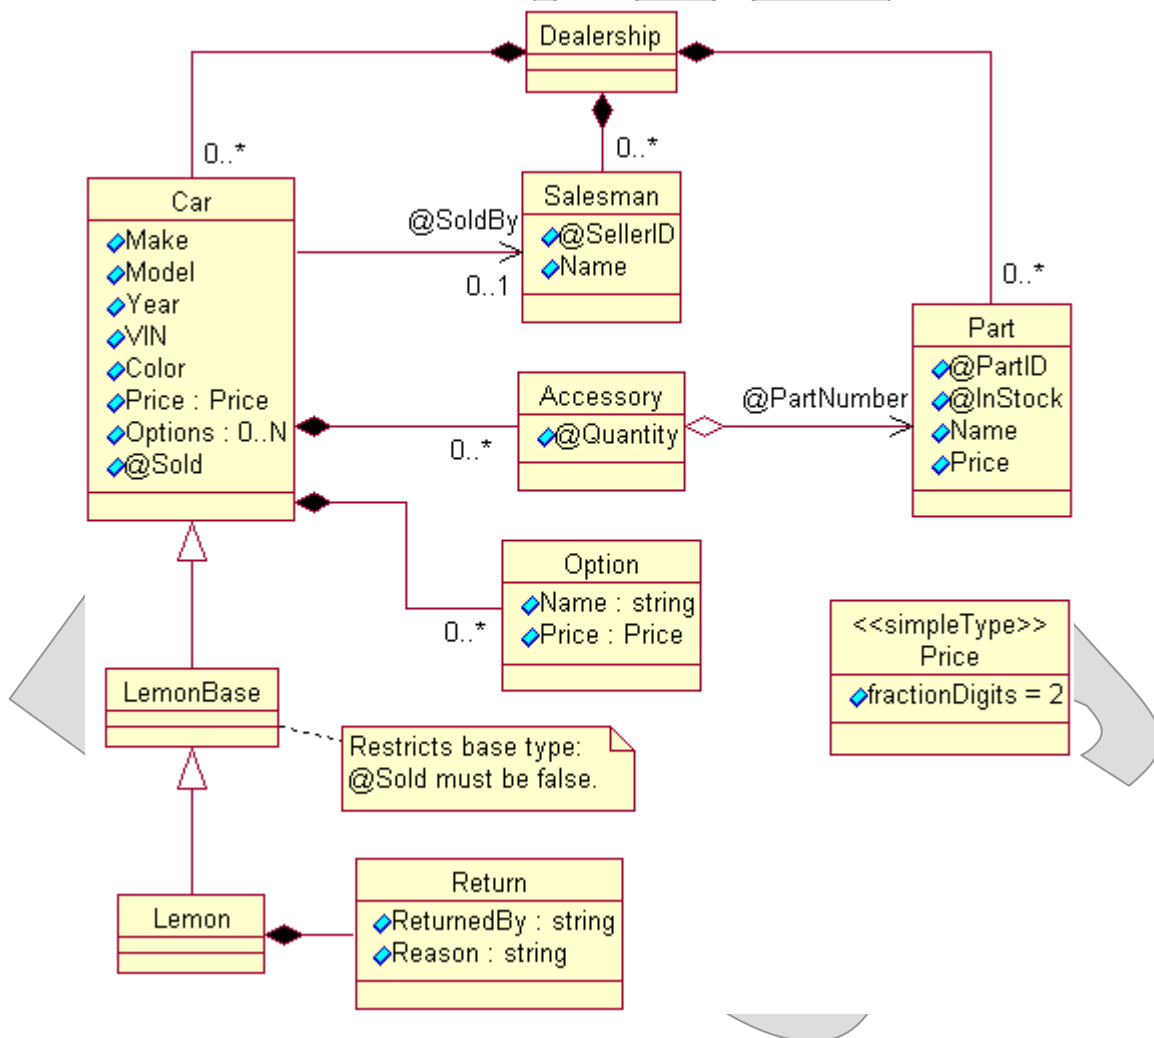 Dealership
0..*
0..*
0..*
Car
Make
Model
Year
VIN
Color
Price : Price
Options : 0..N
@Sold
@SoldBy
0..1
Salesman
@SellerID
Name
Part
@PartID
@InStock
Name
Price
Accessory
@Quantity
@PartNumber
0..*
Option
Name : string
Price : Price
0..*
<<simpleType>>
Price
fractionDigits = 2
LemonBase
Restricts base type:
@Sold must be false.
Lemon
Return
ReturnedBy : string
Reason : string